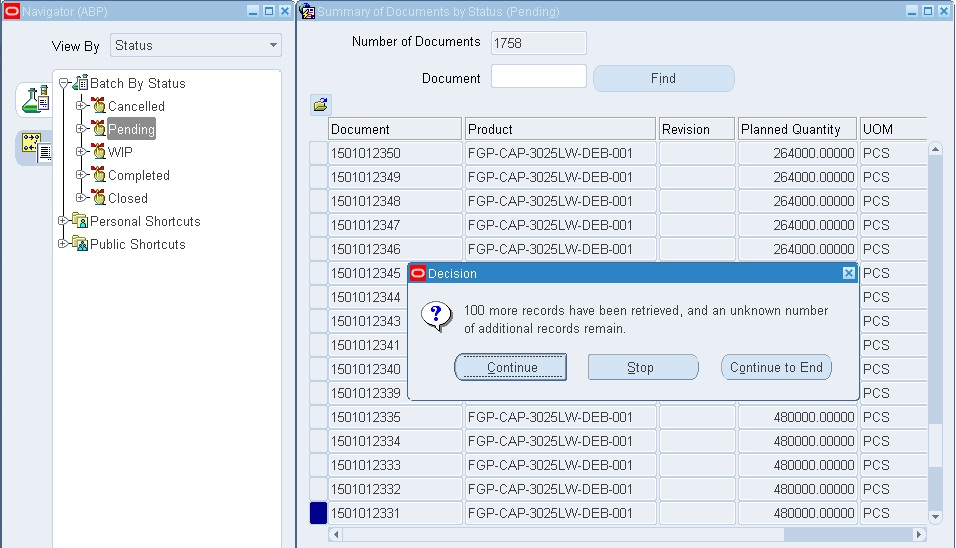 Navigator (ABP)
View By Status
Batch By Status
Cancelled
Pending
WIP
Completed
Closed
Personal Shortcuts
Public Shortcuts
Summary of Documents by Status (Pending)
Number of Documents 1758
Document Find
Document Product Revision Planned Quantity UOM
1501012350 FGP-CAP-3025LW-DEB-001 264000.00000 PCS
1501012349 FGP-CAP-3025LW-DEB-001 264000.00000 PCS
1501012348 FGP-CAP-3025LW-DEB-001 264000.00000 PCS
1501012347 FGP-CAP-3025LW-DEB-001 264000.00000 PCS
1501012346 FGP-CAP-3025LW-DEB-001 264000.00000 PCS
1501012345 PCS
1501012344 PCS
1501012343 PCS
1501012341 PCS
1501012340 PCS
1501012339 PCS
1501012335 FGP-CAP-3025LW-DEB-001 480000.00000 PCS
1501012334 FGP-CAP-3025LW-DEB-001 480000.00000 PCS
1501012333 FGP-CAP-3025LW-DEB-001 480000.00000 PCS
1501012332 FGP-CAP-3025LW-DEB-001 480000.00000 PCS
1501012331 FGP-CAP-3025LW-DEB-001 480000.00000 PCS
Decision
100 more records have been retrieved, and an unknown number
of additional records remain.
Continue Stop Continue to End